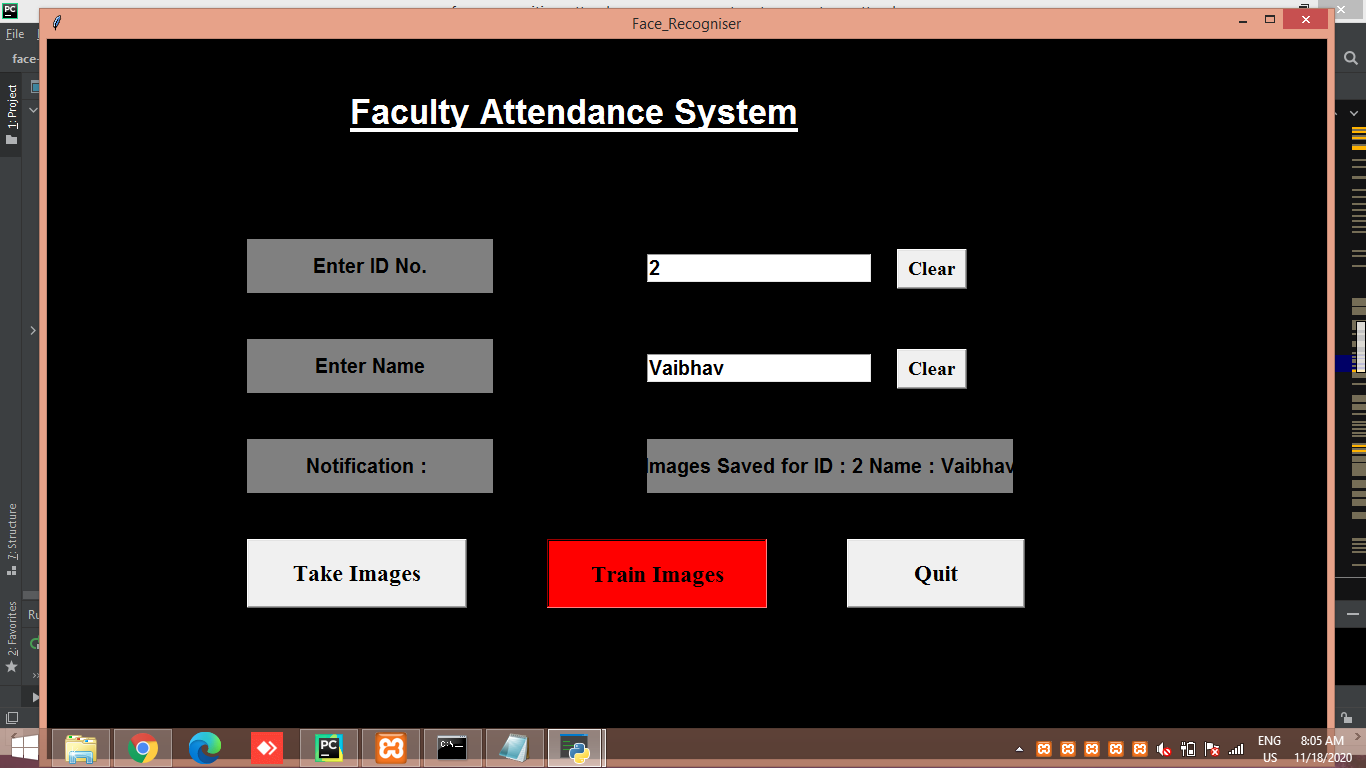 Face_Recogniser
File
face-
1: Project
Faculty Attendance System
Enter ID No.
2
Clear
Enter Name
Vaibhav
Clear
Notification :
Images Saved for ID : 2 Name : Vaibhav
7: Structure
Take Images
Train Images
Quit
2: Favorites
Ru
PC
PC
C:\
ENG
8:05 AM
US
11/18/2020